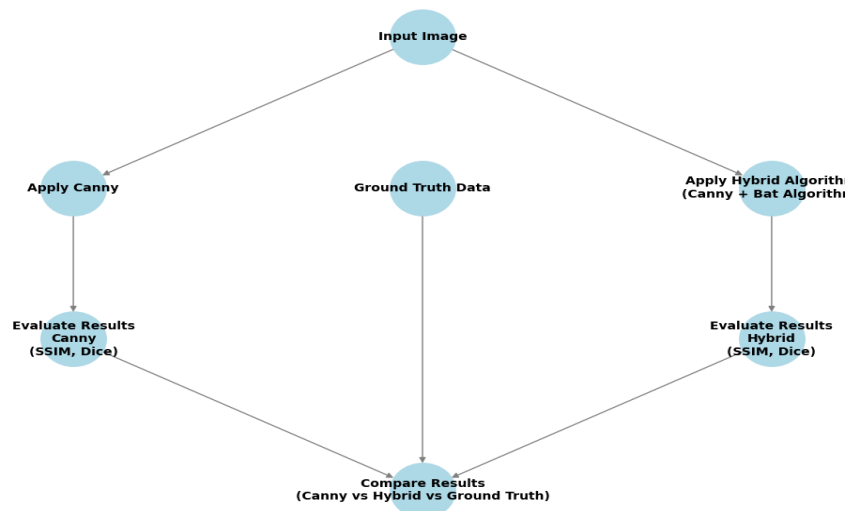 Input Image
Apply Canny
Ground Truth Data
Apply Hybrid Algorith
(Canny + Bat Algorith
Evaluate Results
Canny
(SSIM, Dice)
Evaluate Results
Hybrid
(SSIM, Dice)
Compare Results
(Canny vs Hybrid vs Ground Truth)